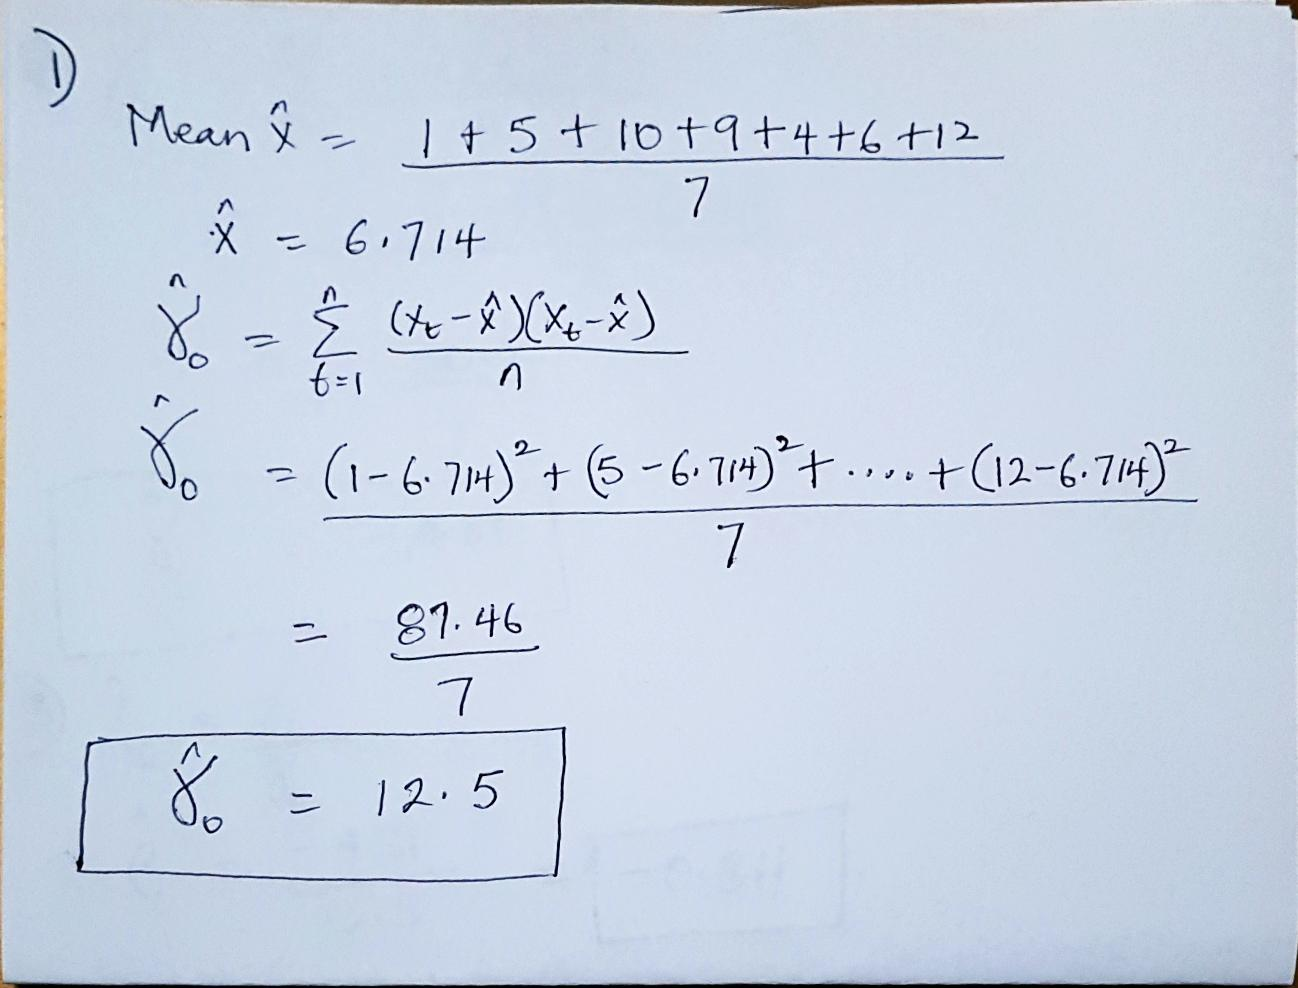 1)
Mean x̂ = 1 + 5 + 10 + 9 + 4 + 6 + 12 / 7
x̂ = 6.714
γ̂₀ = Σ_{t=1}^{n} (x_t - x̂)(x_t - x̂) / n
γ̂₀ = (1 - 6.714)² + (5 - 6.714)² + ..... + (12 - 6.714)² / 7
= 87.46 / 7
γ̂₀ = 12.5